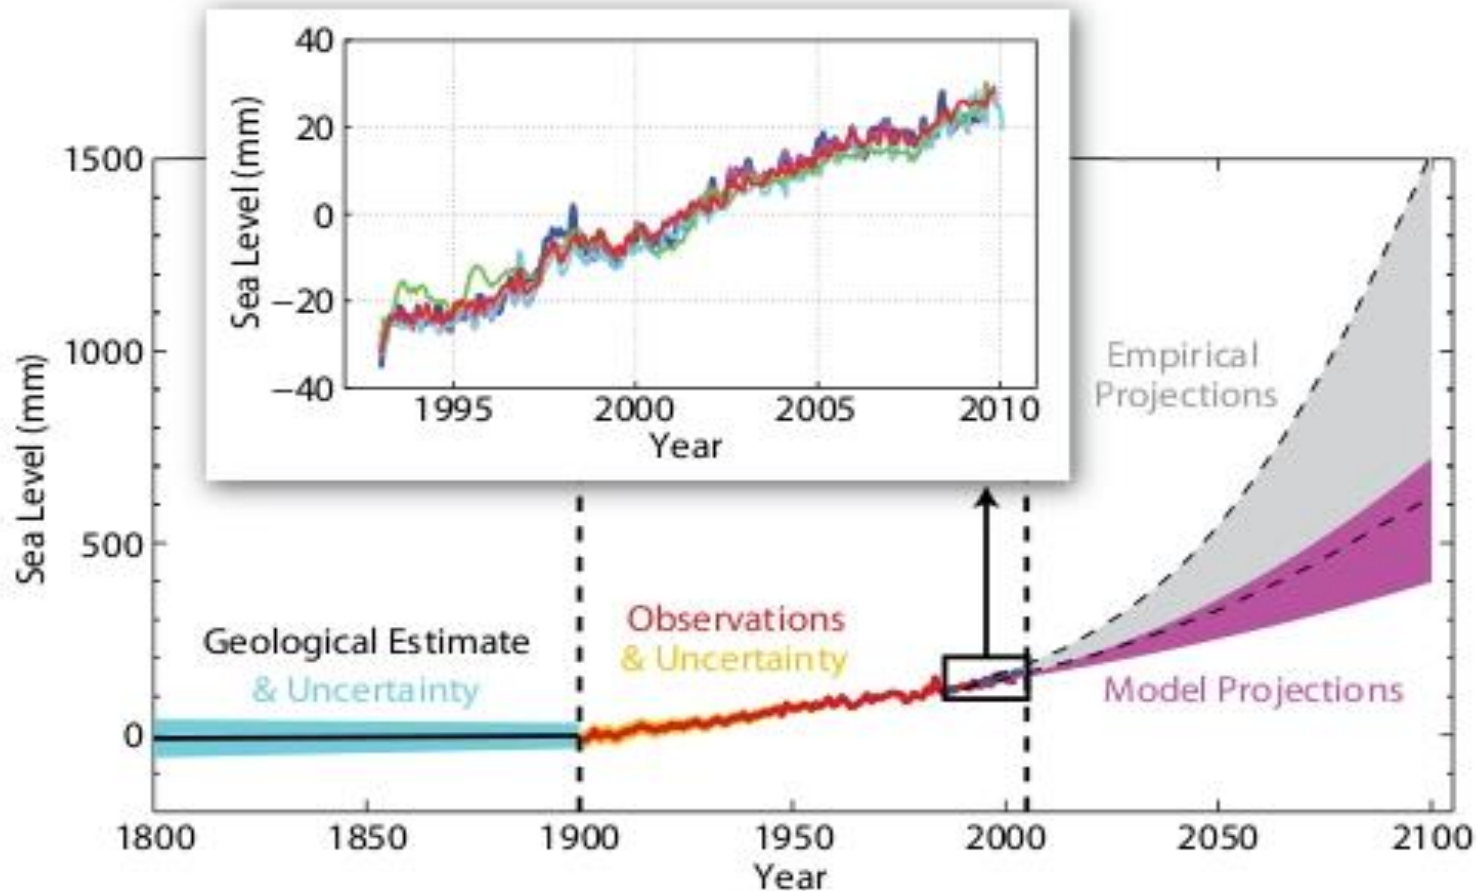 40
20
0
−20
−40
Sea Level (mm)
1995 2000 2005 2010
Year
1500
1000
500
0
Sea Level (mm)
Empirical
Projections
Geological Estimate
& Uncertainty
Observations
& Uncertainty
Model Projections
1800 1850 1900 1950 2000 2050 2100
Year